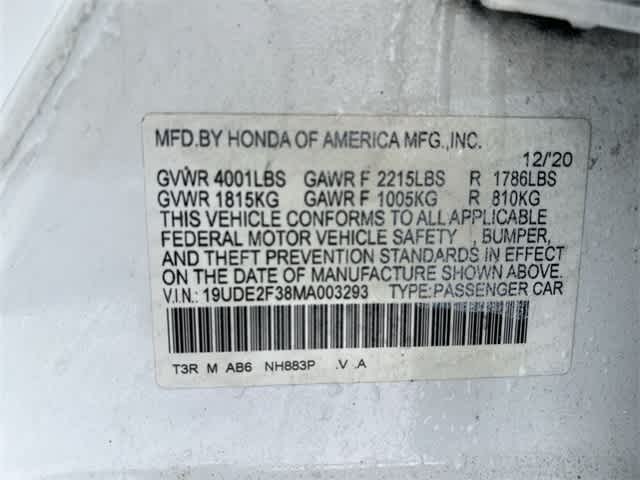 MFD.BY HONDA OF AMERICA MFG.,INC.
12/'20
GVWR 4001LBS GAWR F 2215LBS R 1786LBS
GVWR 1815KG GAWR F 1005KG R 810KG
THIS VEHICLE CONFORMS TO ALL APPLICABLE
FEDERAL MOTOR VEHICLE SAFETY , BUMPER,
AND THEFT PREVENTION STANDARDS IN EFFECT
ON THE DATE OF MANUFACTURE SHOWN ABOVE.
V.I.N.: 19UDE2F38MA003293 TYPE:PASSENGER CAR
T3R M AB6 NH883P .V .A